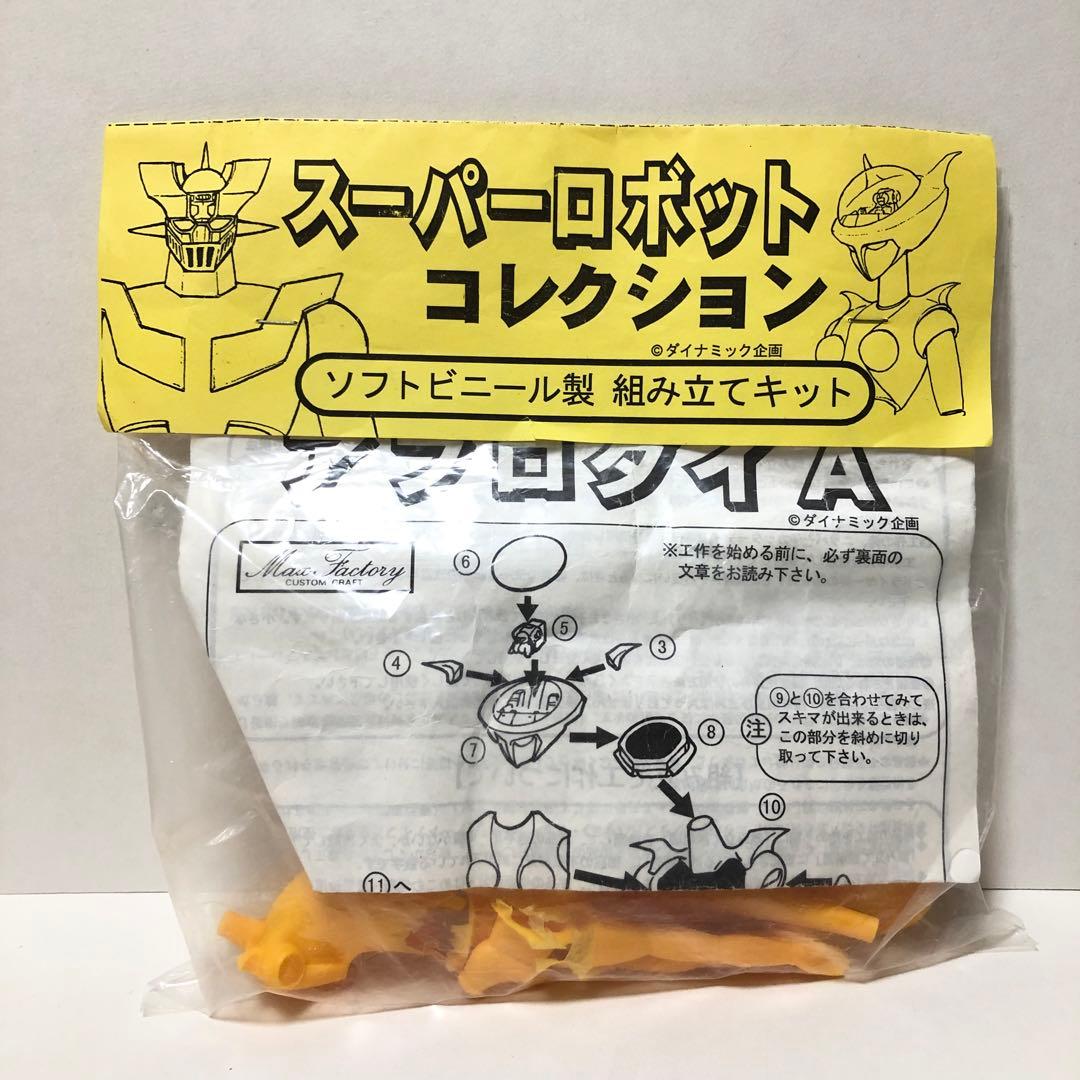 スーパーロボット
コレクション
©ダイナミック企画
ソフトビニール製 組み立てキット
アフロダイA
©ダイナミック企画
Max Factory
CUSTOM CRAFT
※工作を始める前に、必ず裏面の
文章をお読み下さい。
⑥
⑤
④
③
⑦
⑧
注
⑨と⑩を合わせてみて
スキマが出来るときは、
この部分を斜めに切り
取って下さい。
⑩
⑪へ